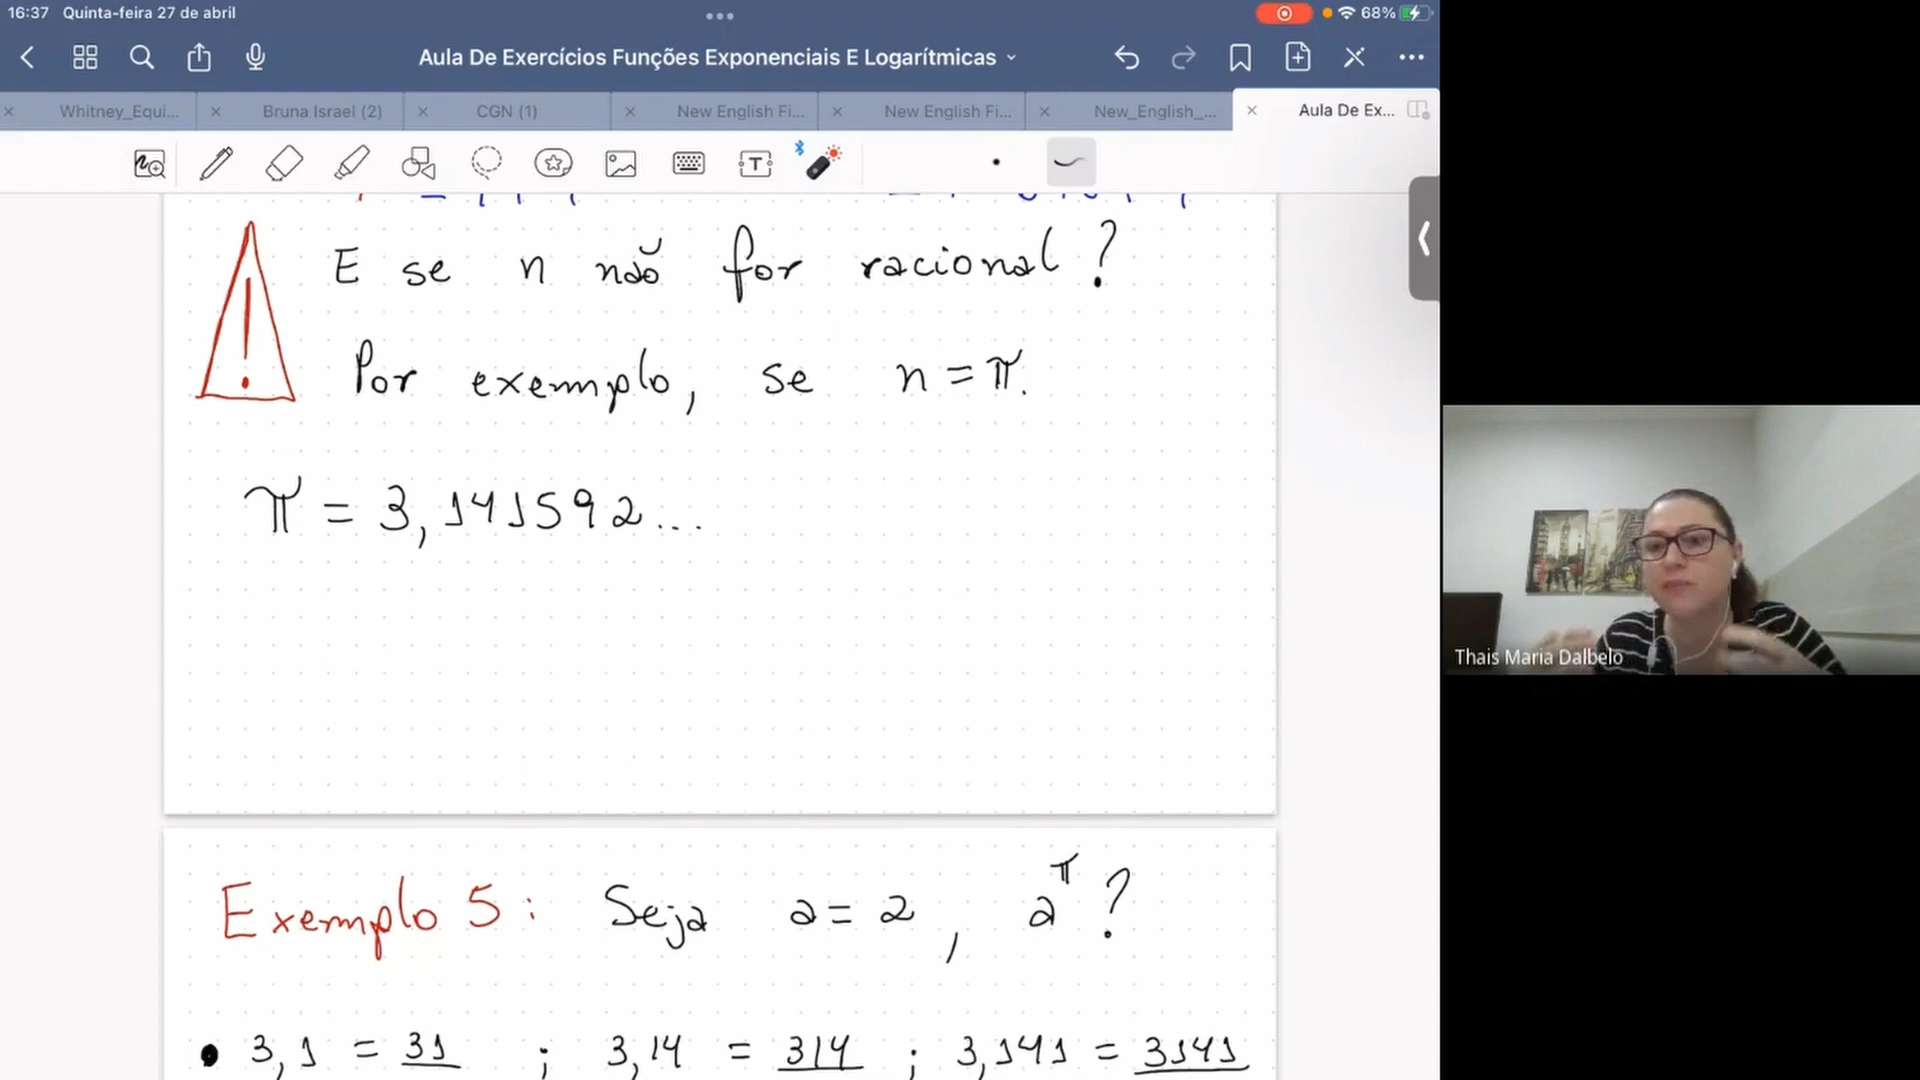 16:37 Quinta-feira 27 de abril
68%
Aula De Exercícios Funções Exponenciais E Logarítmicas
Whitney_Equi...
Bruna Israel (2)
CGN (1)
New English Fi...
New English Fi...
New_English_...
Aula De Ex...
E se n não for racional?
Por exemplo, se n = π.
π = 3,141592...
Exemplo 5: Seja a = 2, a^π?
• 3,1 = 31 ; 3,14 = 314 ; 3,141 = 3141
Thais Maria Dalbelo